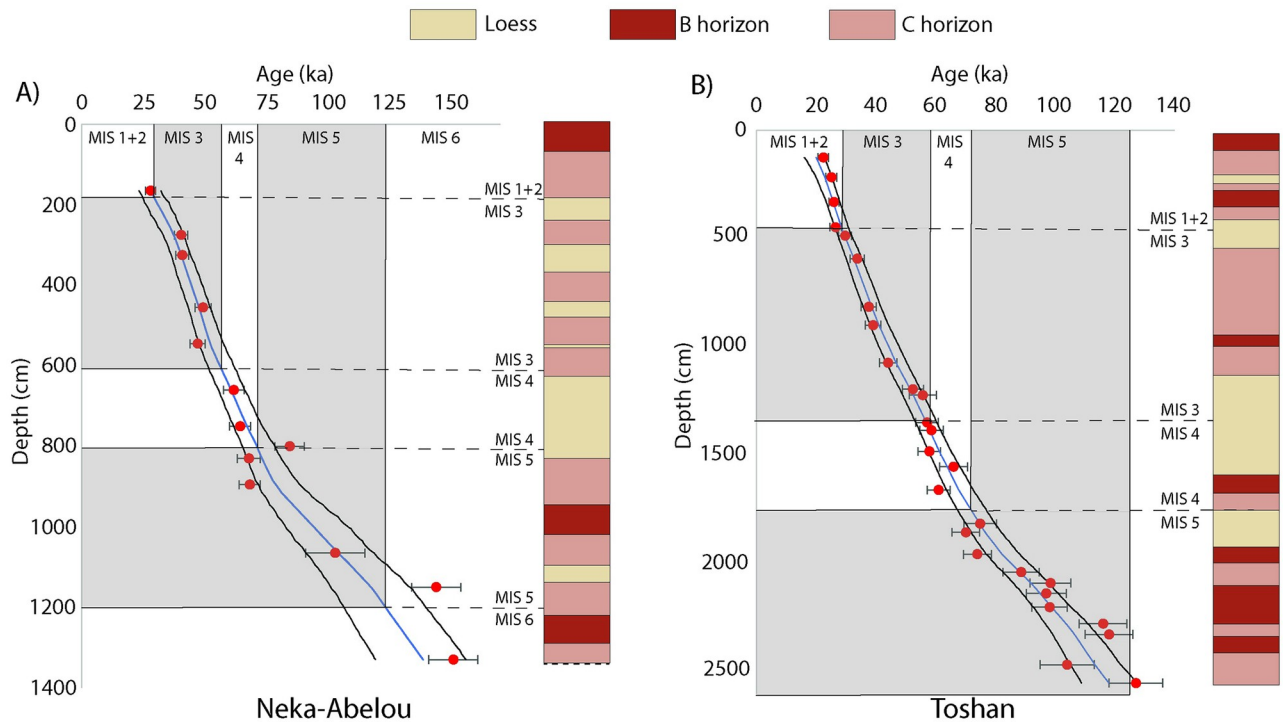 Loess B horizon C horizon
A)
Age (ka)
0 25 50 75 100 125 150
0
200
400
600
800
1000
1200
1400
Depth (cm)
MIS 1+2 MIS 3 MIS 4 MIS 5 MIS 6
MIS 1+2
MIS 3
MIS 3
MIS 4
MIS 4
MIS 5
MIS 5
MIS 6
Neka-Abelou
B)
Age (ka)
0 20 40 60 80 100 120 140
0
500
1000
1500
2000
2500
Depth (cm)
MIS 1+2 MIS 3 MIS 4 MIS 5
MIS 1+2
MIS 3
MIS 3
MIS 4
MIS 4
MIS 5
Toshan